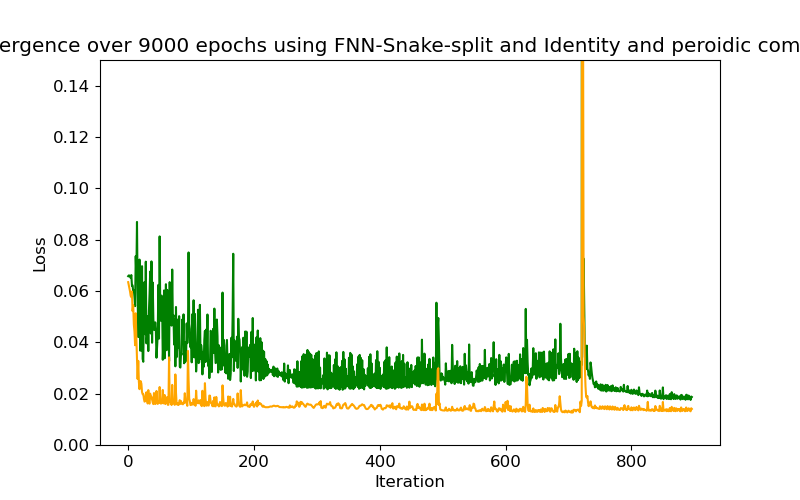 ergence over 9000 epochs using FNN-Snake-split and Identity and peroidic com
0.14
0.12
0.10
0.08
0.06
0.04
0.02
0.00
Loss
0 200 400 600 800
Iteration